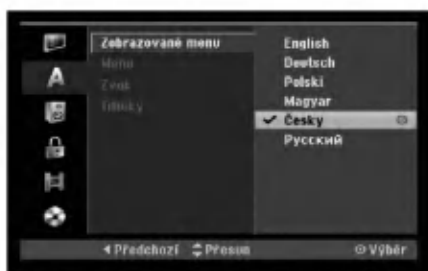 A
Zobrazované menu
Menu
Zvuk
Titulky
English
Deutsch
Polski
Magyar
Česky
Русский
Předchozí Přesun Výběr